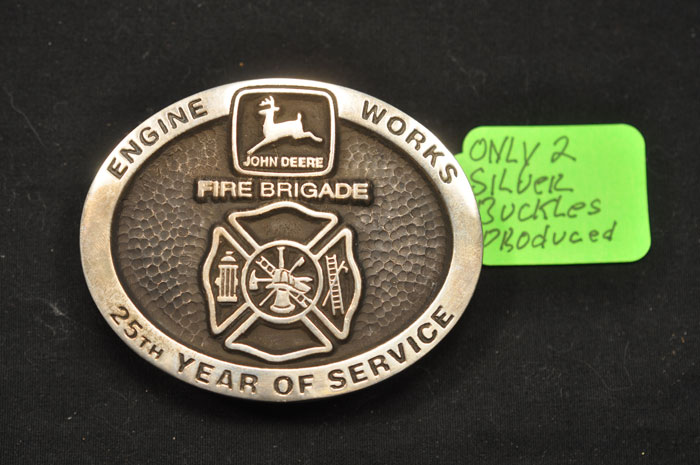 ENGINE WORKS
JOHN DEERE
FIRE BRIGADE
25TH YEAR OF SERVICE
ONLY 2
SILVER
BUCKLES
PRODUCED